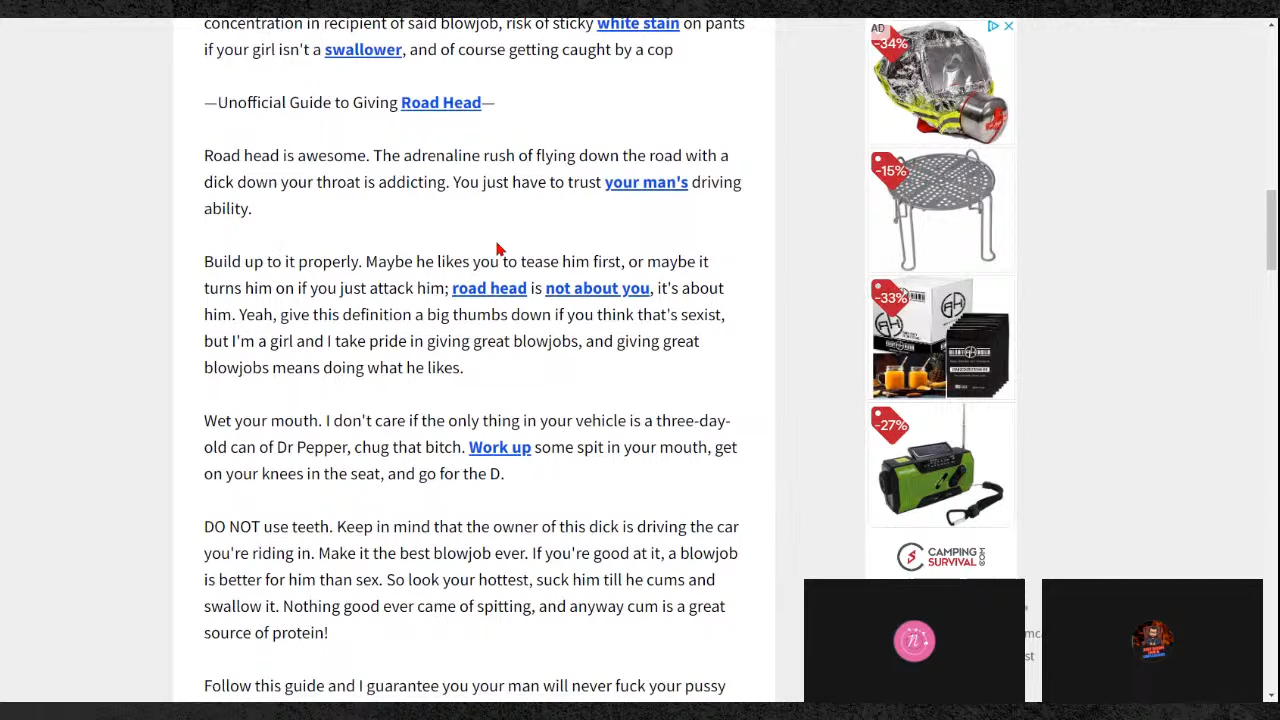 concentration in recipient of said blowjob, risk of sticky white stain on pants
if your girl isn't a swallower, and of course getting caught by a cop
—Unofficial Guide to Giving Road Head—
Road head is awesome. The adrenaline rush of flying down the road with a
dick down your throat is addicting. You just have to trust your man's driving
ability.
Build up to it properly. Maybe he likes you to tease him first, or maybe it
turns him on if you just attack him; road head is not about you, it's about
him. Yeah, give this definition a big thumbs down if you think that's sexist,
but I'm a girl and I take pride in giving great blowjobs, and giving great
blowjobs means doing what he likes.
Wet your mouth. I don't care if the only thing in your vehicle is a three-day-
old can of Dr Pepper, chug that bitch. Work up some spit in your mouth, get
on your knees in the seat, and go for the D.
DO NOT use teeth. Keep in mind that the owner of this dick is driving the car
you're riding in. Make it the best blowjob ever. If you're good at it, a blowjob
is better for him than sex. So look your hottest, suck him till he cums and
swallow it. Nothing good ever came of spitting, and anyway cum is a great
source of protein!
Follow this guide and I guarantee you your man will never fuck your pussy
AD
-34%
-15%
-33%
-27%
CAMPING
SURVIVAL.COM
n